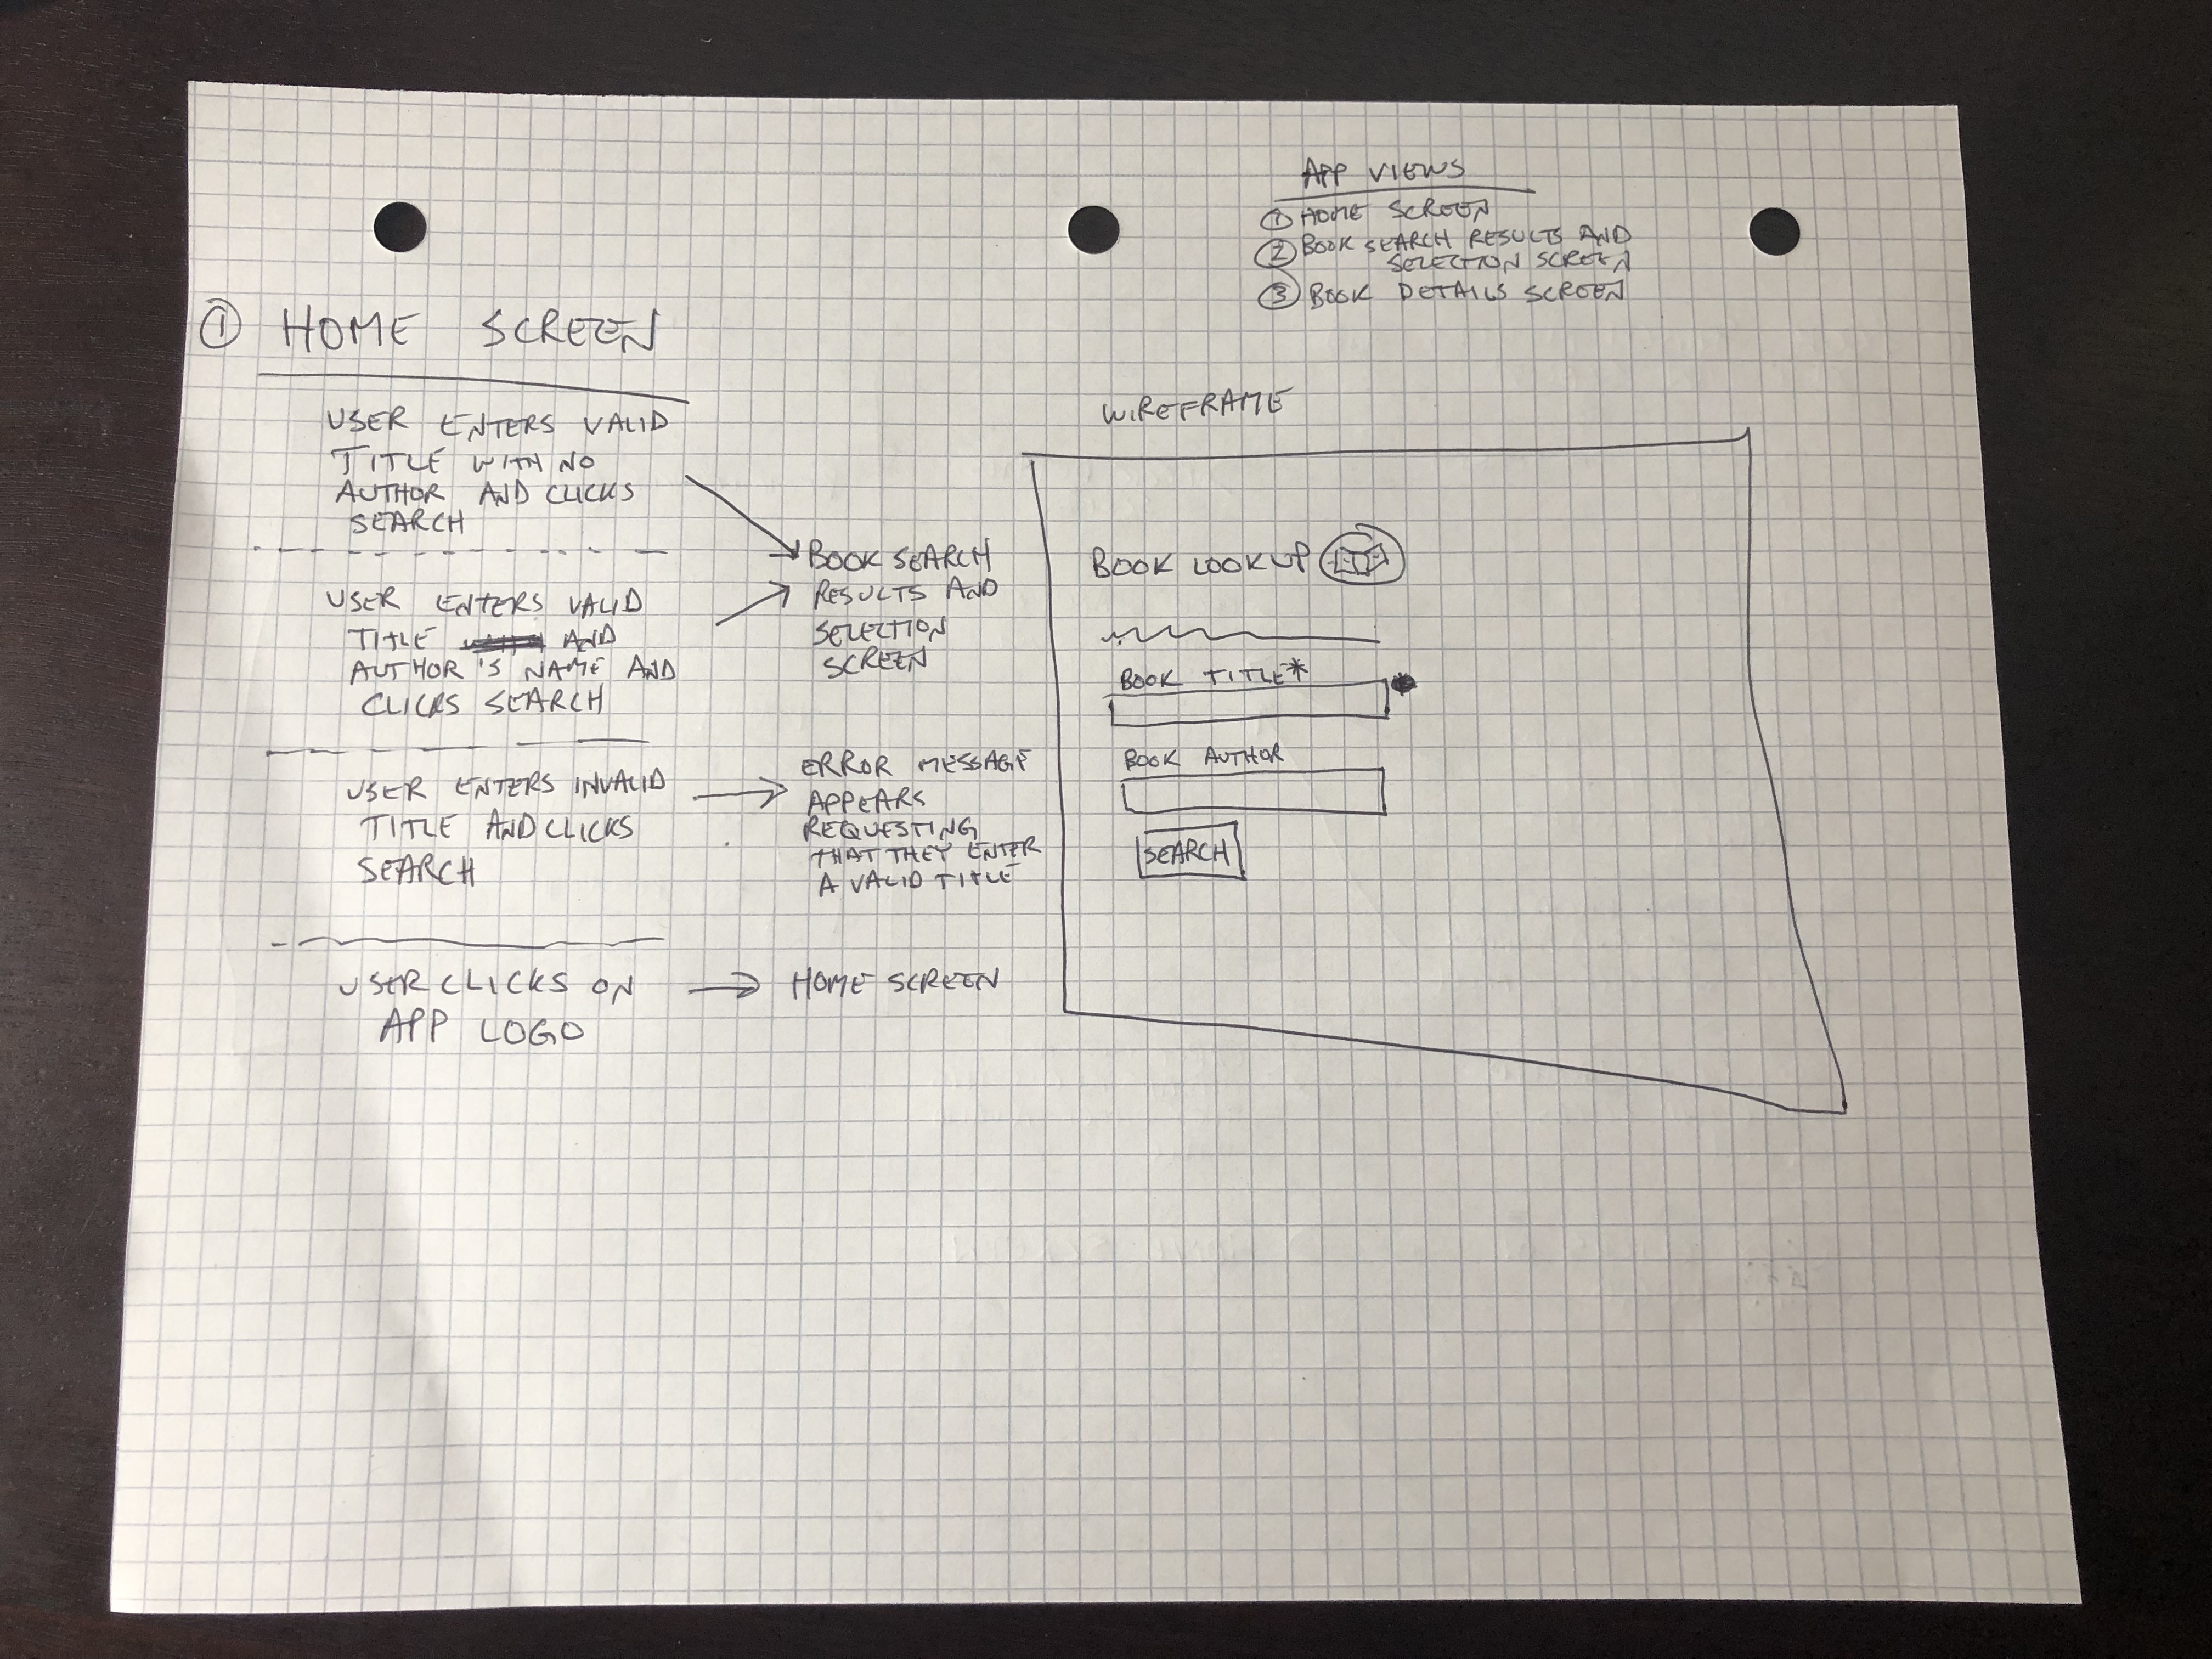 APP VIEWS
① HOME SCREEN
② BOOK SEARCH RESULTS AND
SELECTION SCREEN
③ BOOK DETAILS SCREEN
① HOME SCREEN
USER ENTERS VALID
TITLE WITH NO
AUTHOR AND CLICKS
SEARCH
USER ENTERS VALID
TITLE AND
AUTHOR'S NAME AND
CLICKS SEARCH
BOOK SEARCH
RESULTS AND
SELECTION
SCREEN
USER ENTERS INVALID
TITLE AND CLICKS
SEARCH
ERROR MESSAGE
APPEARS
REQUESTING
THAT THEY ENTER
A VALID TITLE
USER CLICKS ON
APP LOGO
HOME SCREEN
WIREFRAME
BOOK LOOKUP
BOOK TITLE*
BOOK AUTHOR
SEARCH